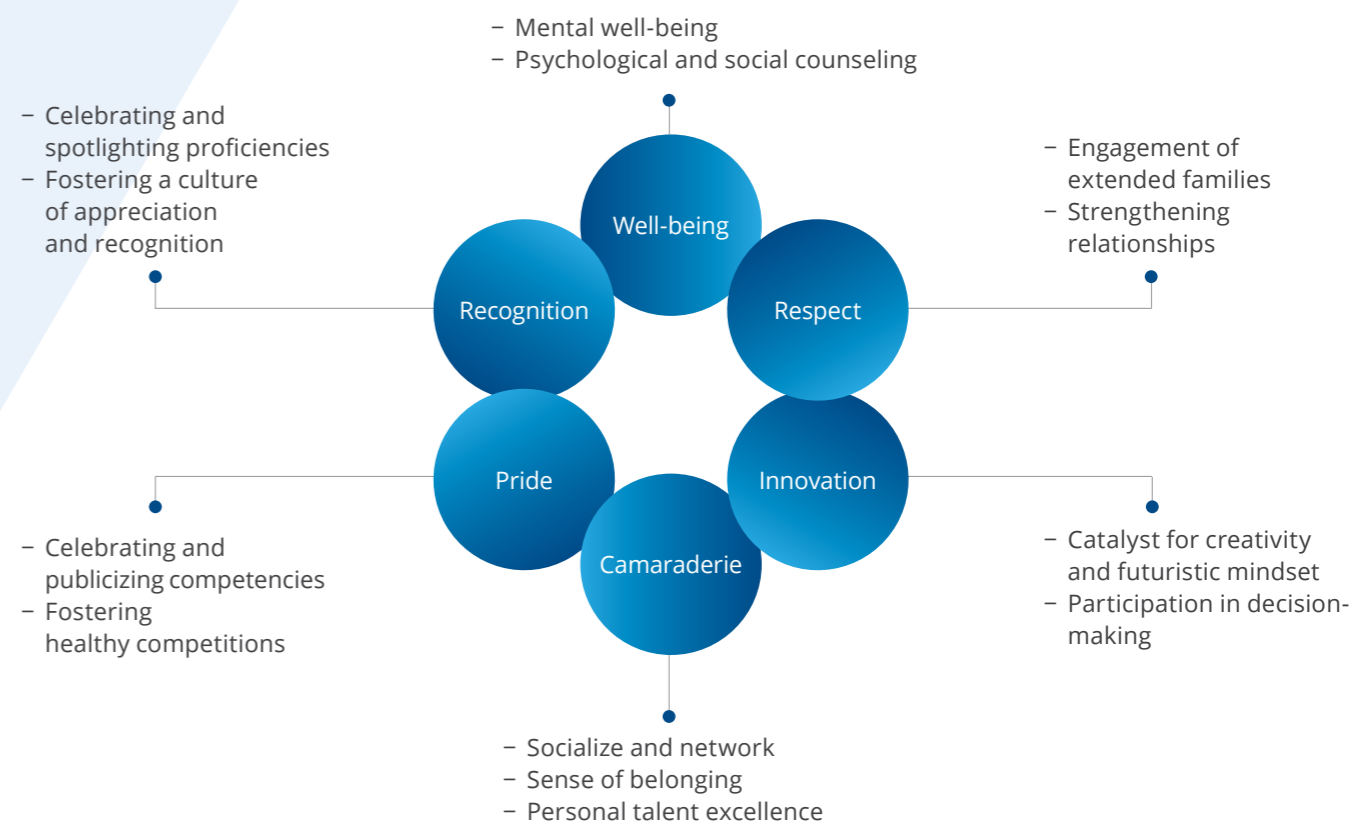 – Mental well-being
– Psychological and social counseling
– Celebrating and
spotlighting proficiencies
– Fostering a culture
of appreciation
and recognition
– Engagement of
extended families
– Strengthening
relationships
Well-being
Recognition
Respect
Pride
Innovation
Camaraderie
– Celebrating and
publicizing competencies
– Fostering
healthy competitions
– Catalyst for creativity
and futuristic mindset
– Participation in decision-
making
– Socialize and network
– Sense of belonging
– Personal talent excellence